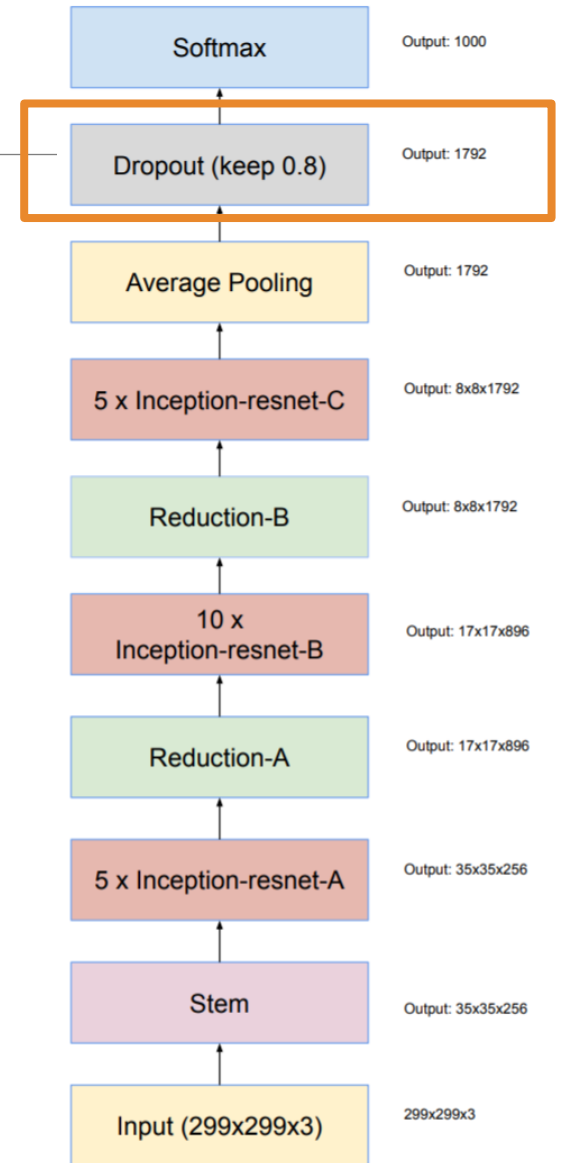 Softmax
Output: 1000
Dropout (keep 0.8)
Output: 1792
Average Pooling
Output: 1792
5 x Inception-resnet-C
Output: 8x8x1792
Reduction-B
Output: 8x8x1792
10 x
Inception-resnet-B
Output: 17x17x896
Reduction-A
Output: 17x17x896
5 x Inception-resnet-A
Output: 35x35x256
Stem
Output: 35x35x256
Input (299x299x3)
299x299x3